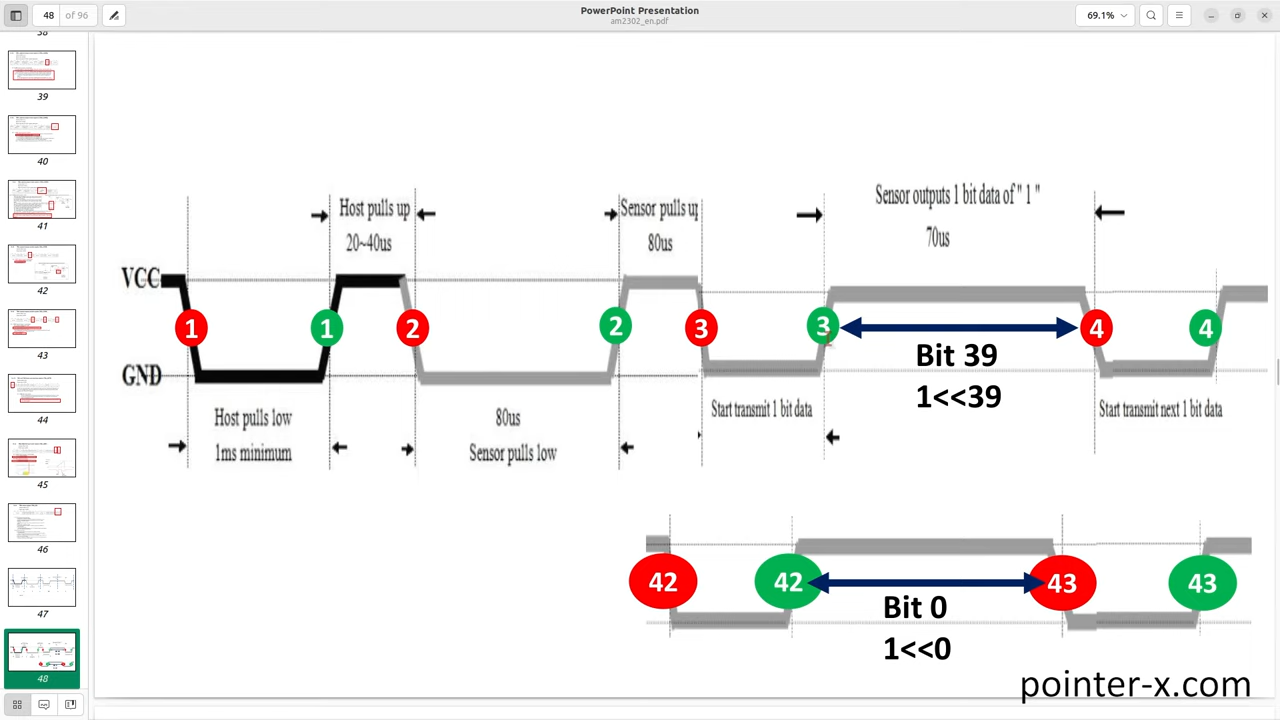 48 of 96
PowerPoint Presentation
am2302_en.pdf
69.1%
38
39
40
41
42
43
44
45
46
47
48
Sensor outputs 1 bit data of " 1 "
70us
Host pulls up
20~40us
Sensor pulls up
80us
VCC
1 1 2 2 3 3 4 4
Bit 39
1<<39
GND
Host pulls low
1ms minimum
80us
Sensor pulls low
Start transmit 1 bit data
Start transmit next 1 bit data
42 42 43 43
Bit 0
1<<0
pointer-x.com